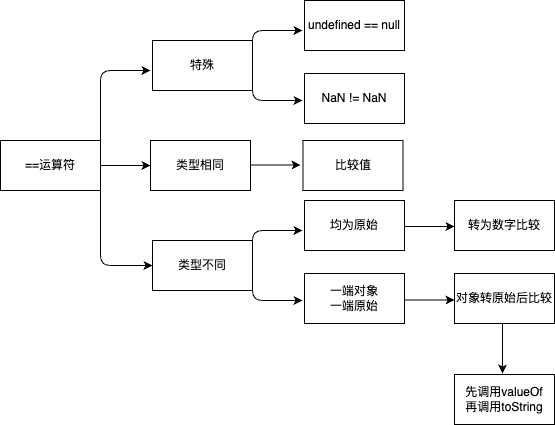 ==运算符
特殊
undefined == null
NaN != NaN
类型相同
比较值
类型不同
均为原始
转为数字比较
一端对象
一端原始
对象转原始后比较
先调用valueOf
再调用toString